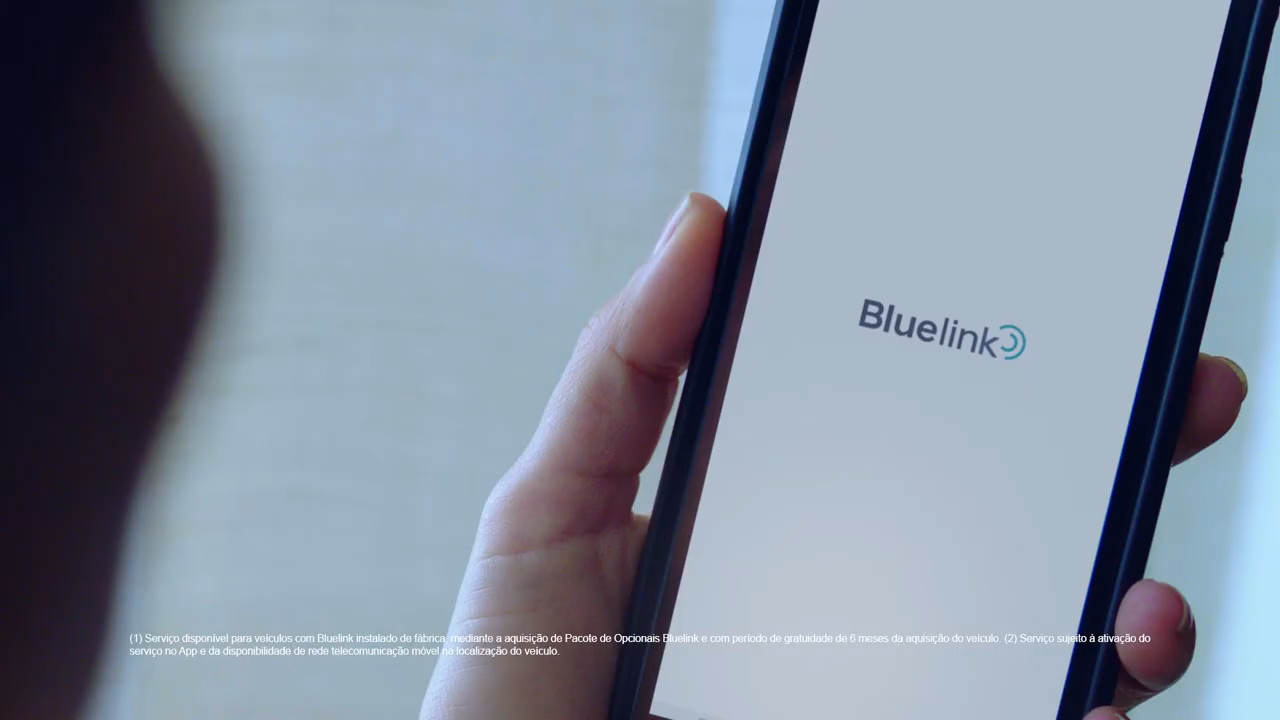 Bluelink
(1) Serviço disponível para veículos com Bluelink instalado de fábrica, mediante a aquisição de Pacote de Opcionais Bluelink e com período de gratuidade de 6 meses da aquisição do veículo. (2) Serviço sujeito á ativação do
serviço no App e da disponibilidade de rede telecomunicação móvel na localização do veículo.